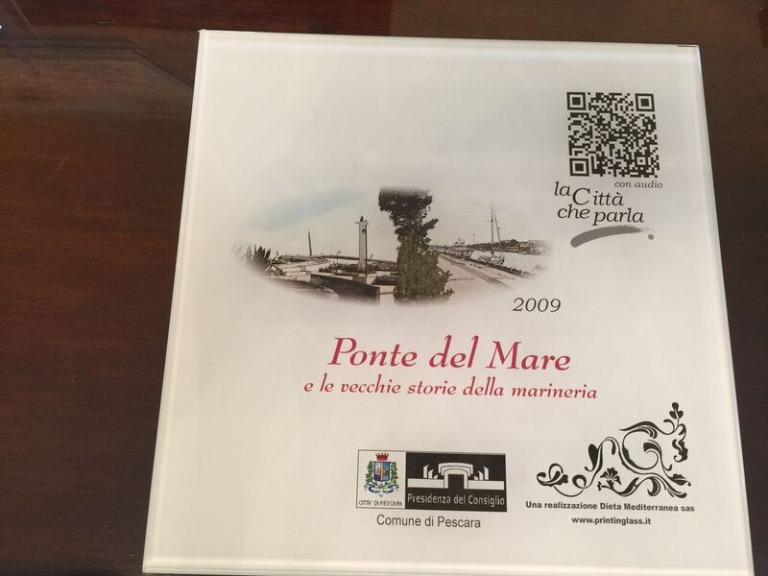 con audio
la Città
che parla
®
2009
Ponte del Mare
e le vecchie storie della marineria
CITTA' DI PESCARA
Presidenza del Consiglio
Comune di Pescara
Una realizzazione Dieta Mediterranea sas
www.printinglass.it